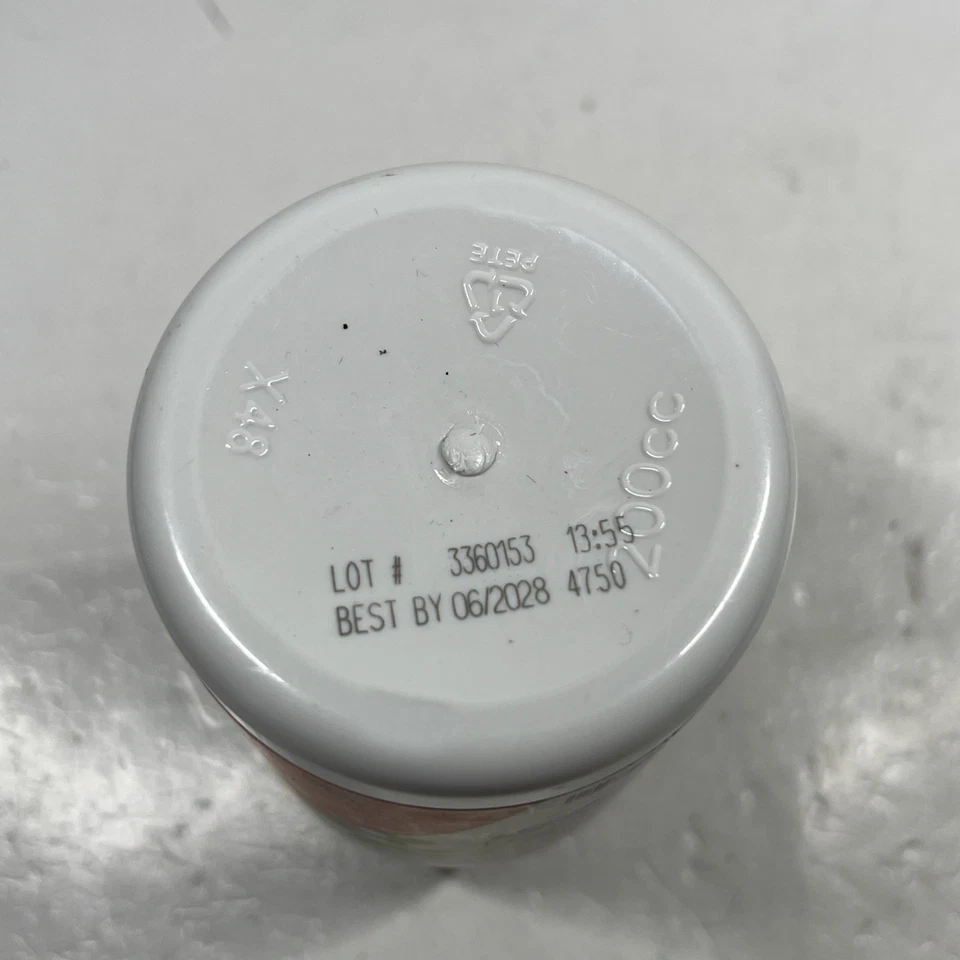 PETE
X48
200cc
LOT # 3360153 13:55
BEST BY 06/2028 4750